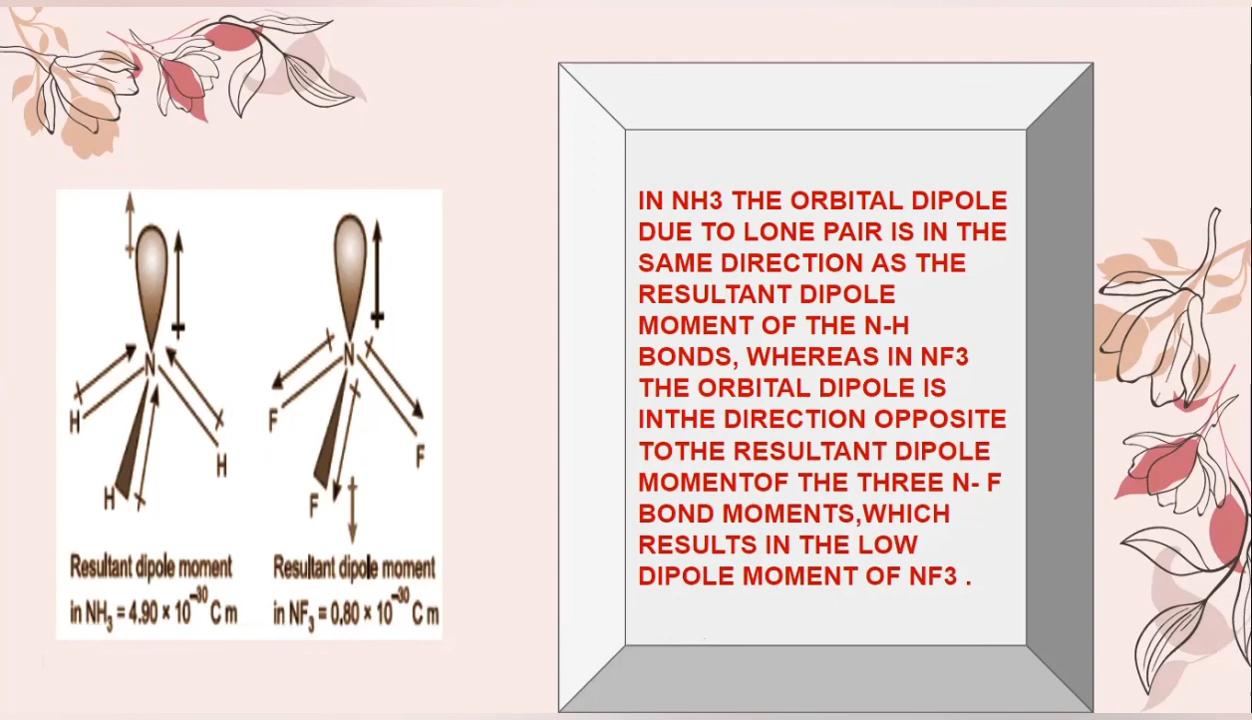 N
H
H
H
Resultant dipole moment
in NH₃ = 4.90 × 10⁻³⁰ C m
N
F
F
F
Resultant dipole moment
in NF₃ = 0.80 × 10⁻³⁰ C m
IN NH3 THE ORBITAL DIPOLE
DUE TO LONE PAIR IS IN THE
SAME DIRECTION AS THE
RESULTANT DIPOLE
MOMENT OF THE N-H
BONDS, WHEREAS IN NF3
THE ORBITAL DIPOLE IS
INTHE DIRECTION OPPOSITE
TOTHE RESULTANT DIPOLE
MOMENTOF THE THREE N- F
BOND MOMENTS,WHICH
RESULTS IN THE LOW
DIPOLE MOMENT OF NF3 .